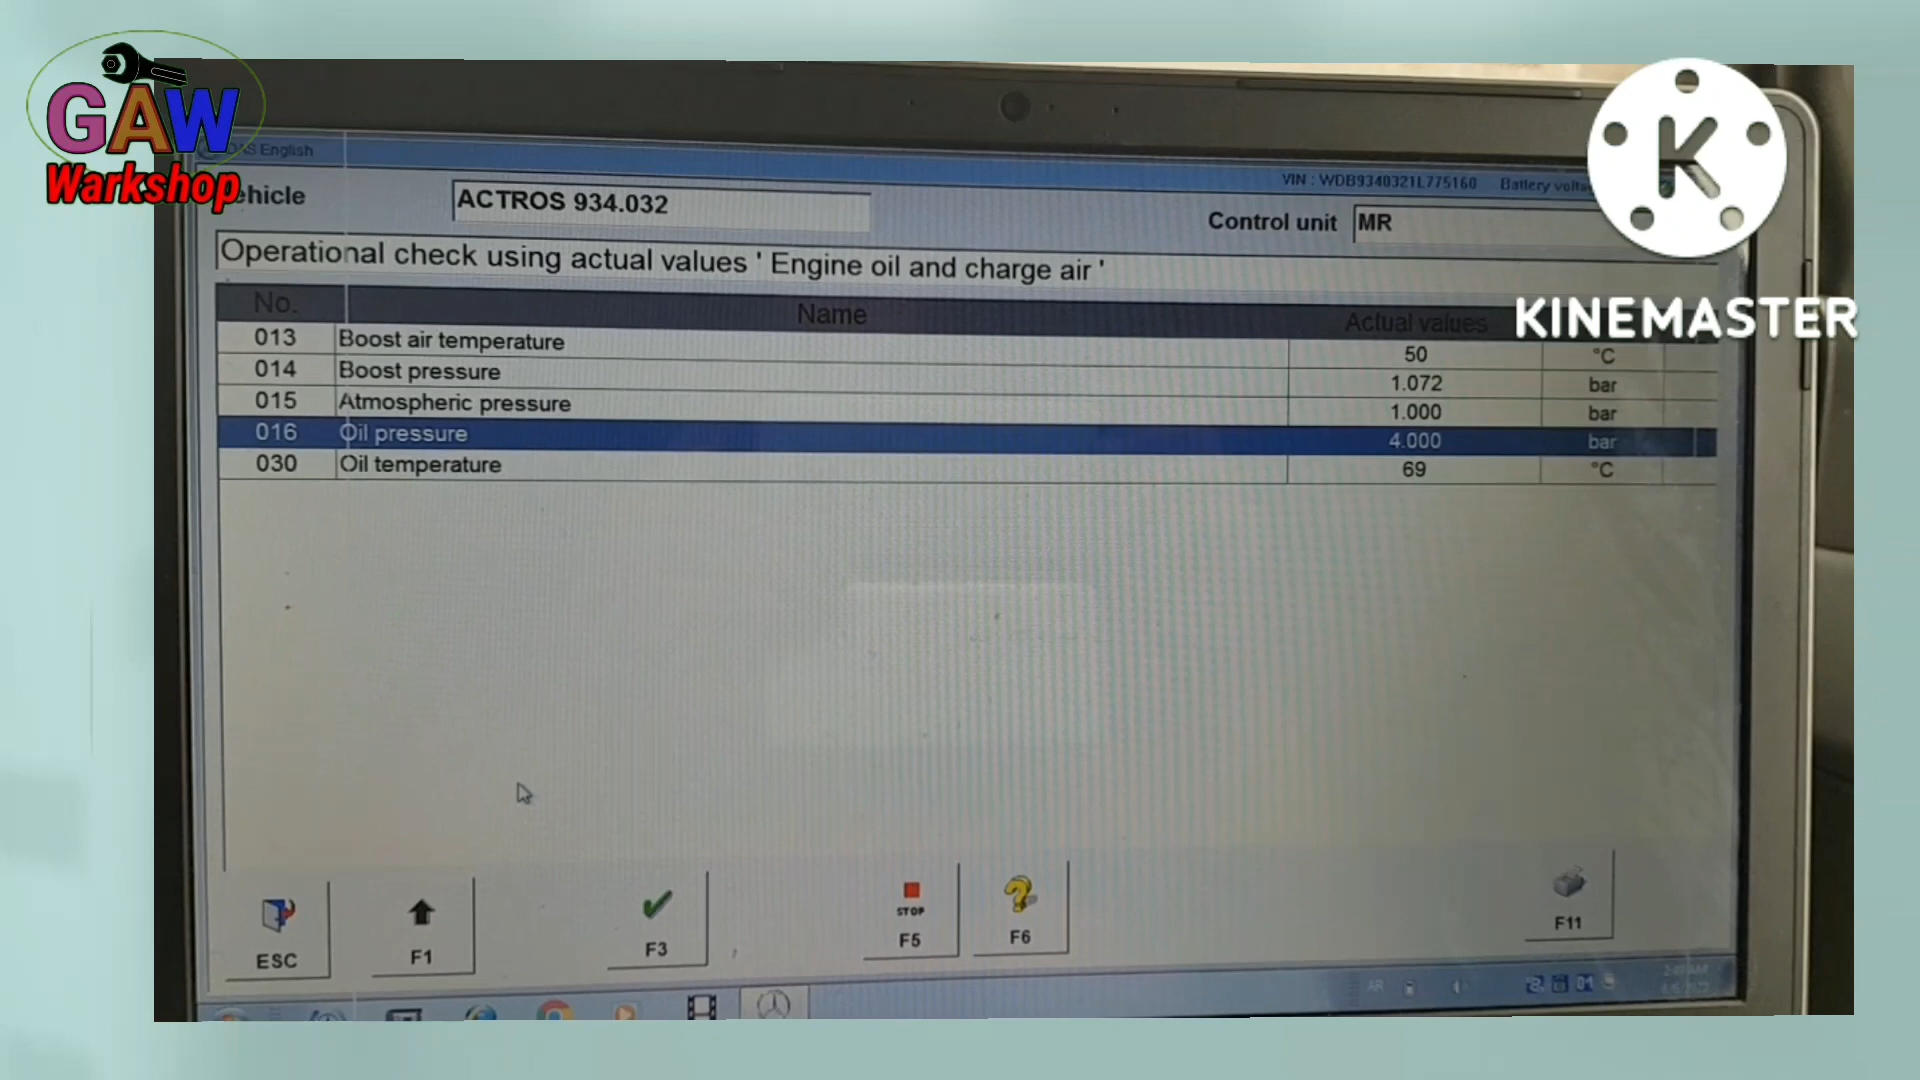 GAW
Warkshop
DAS English
VIN : WDB9340321L775160 Battery
ehicle
ACTROS 934.032
Control unit
MR
Operational check using actual values ' Engine oil and charge air '
No. Name Actual values
013 Boost air temperature 50 °C
014 Boost pressure 1.072 bar
015 Atmospheric pressure 1.000 bar
016 Oil pressure 4.000 bar
030 Oil temperature 69 °C
K
KINEMASTER
STOP
ESC F1 F3 F5 F6 F11
AR